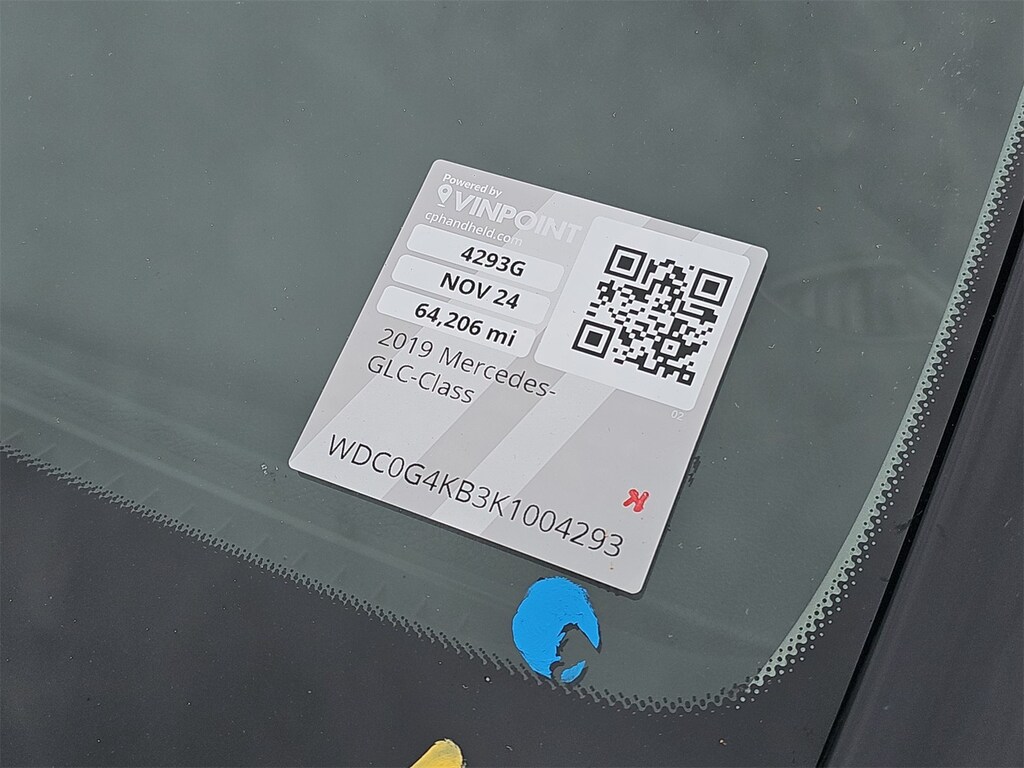 Powered by
VINPOINT
cphandheld.com
4293G
NOV 24
64,206 mi
2019 Mercedes-
GLC-Class
02
WDC0G4KB3K1004293